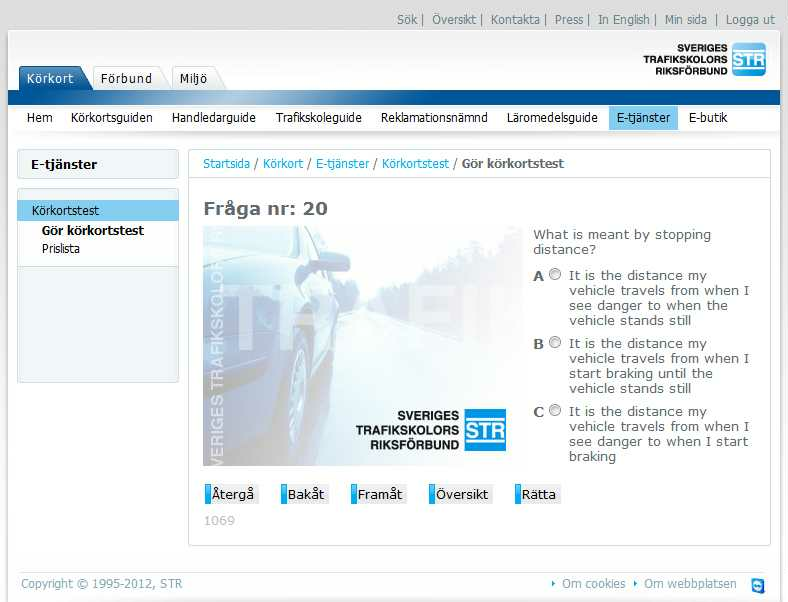 Sök | Översikt | Kontakta | Press | In English | Min sida | Logga ut
SVERIGES
TRAFIKSKOLORS
RIKSFÖRBUND
STR
Körkort Förbund Miljö
Hem Körkortsguiden Handledarguide Trafikskoleguide Reklamationsnämnd Läromedelsguide E-tjänster E-butik
E-tjänster
Körkortstest
Gör körkortstest
Prislista
Startsida / Körkort / E-tjänster / Körkortstest / Gör körkortstest
Fråga nr: 20
SVERIGES
TRAFIKSKOLORS
RIKSFÖRBUND
STR
What is meant by stopping
distance?
A It is the distance my
vehicle travels from when I
see danger to when the
vehicle stands still
B It is the distance my
vehicle travels from when I
start braking until the
vehicle stands still
C It is the distance my
vehicle travels from when I
see danger to when I start
braking
Återgå Bakåt Framåt Översikt Rätta
1069
Copyright © 1995-2012, STR
Om cookies Om webbplatsen